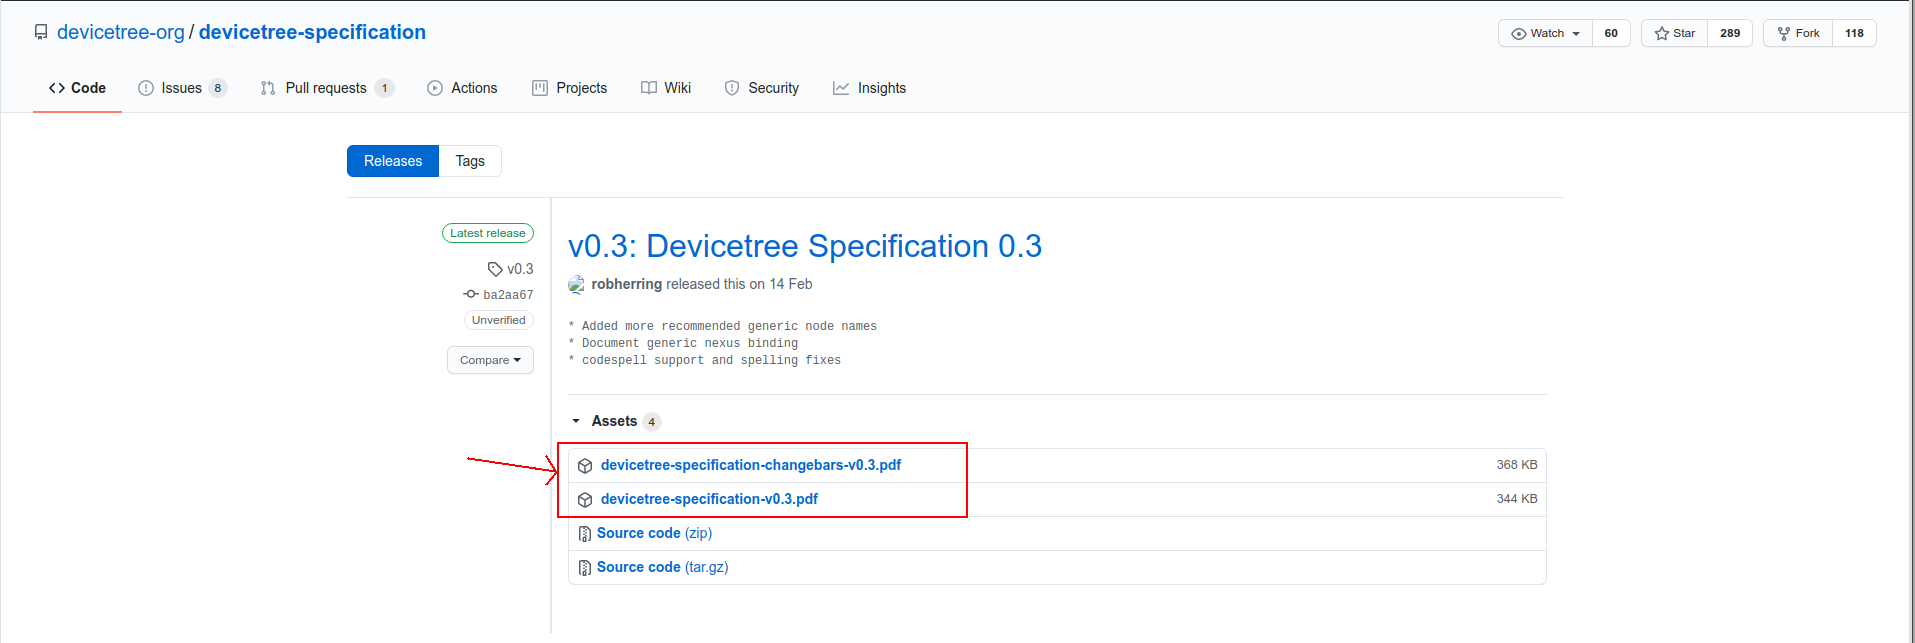 devicetree-org / devicetree-specification
Watch 60 Star 289 Fork 118
Code Issues 8 Pull requests 1 Actions Projects Wiki Security Insights
Releases Tags
Latest release
v0.3
ba2aa67
Unverified
Compare
v0.3: Devicetree Specification 0.3
robherring released this on 14 Feb
* Added more recommended generic node names
* Document generic nexus binding
* codespell support and spelling fixes
Assets 4
devicetree-specification-changebars-v0.3.pdf 368 KB
devicetree-specification-v0.3.pdf 344 KB
Source code (zip)
Source code (tar.gz)